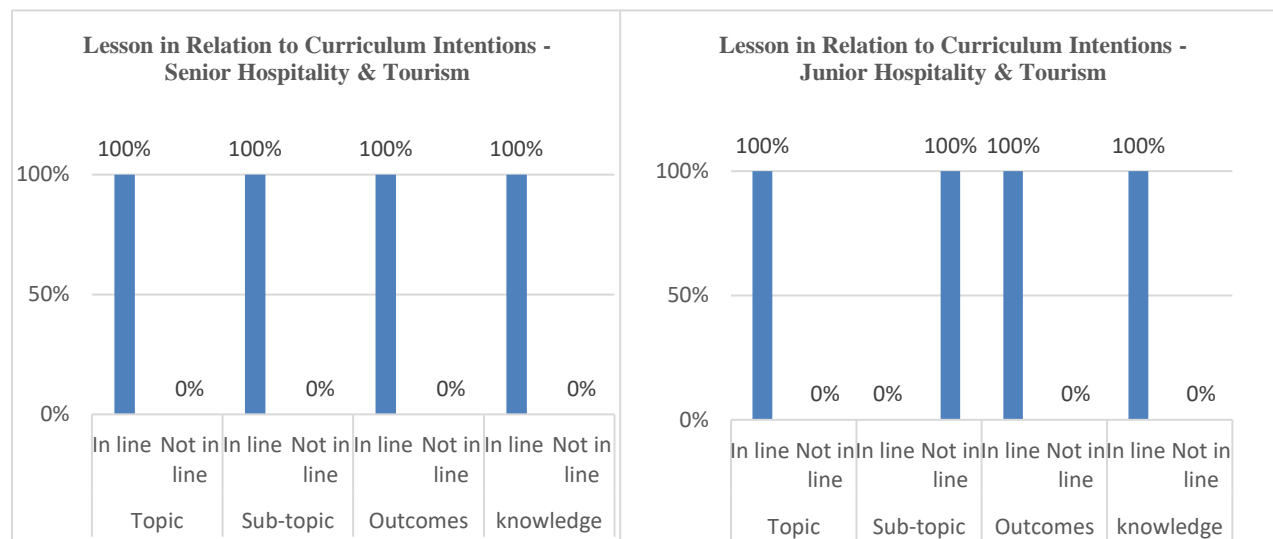 Lesson in Relation to Curriculum Intentions -
Senior Hospitality & Tourism
100%
100%
100%
100%
100%
50%
0%
0%
0%
0%
0%
In line
Not in
line
In line
Not in
line
In line
Not in
line
In line
Not in
line
Topic
Sub-topic
Outcomes
knowledge
Lesson in Relation to Curriculum Intentions -
Junior Hospitality & Tourism
100%
100%
100%
100%
100%
50%
0%
0%
0%
0%
0%
In line
Not in
line
In line
Not in
line
In line
Not in
line
In line
Not in
line
Topic
Sub-topic
Outcomes
knowledge